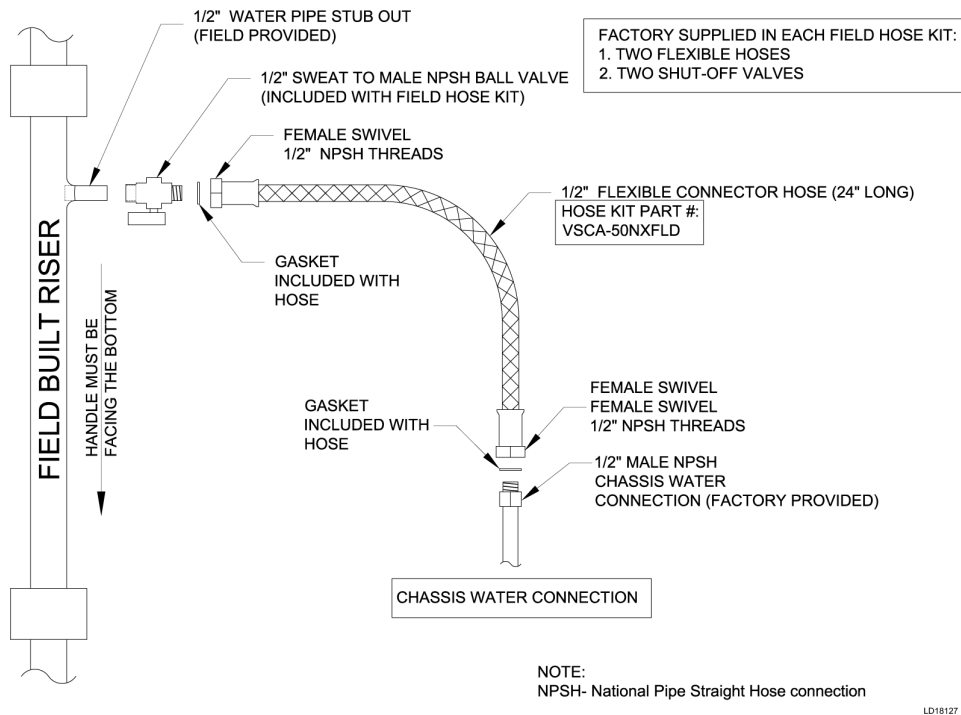 1/2" WATER PIPE STUB OUT
(FIELD PROVIDED)
FACTORY SUPPLIED IN EACH FIELD HOSE KIT:
1. TWO FLEXIBLE HOSES
2. TWO SHUT-OFF VALVES
1/2" SWEAT TO MALE NPSH BALL VALVE
(INCLUDED WITH FIELD HOSE KIT)
FEMALE SWIVEL
1/2" NPSH THREADS
1/2" FLEXIBLE CONNECTOR HOSE (24" LONG)
HOSE KIT PART #:
VSCA-50NXFLD
GASKET
INCLUDED WITH
HOSE
FIELD BUILT RISER
HANDLE MUST BE
FACING THE BOTTOM
GASKET
INCLUDED WITH
HOSE
FEMALE SWIVEL
FEMALE SWIVEL
1/2" NPSH THREADS
1/2" MALE NPSH
CHASSIS WATER
CONNECTION (FACTORY PROVIDED)
CHASSIS WATER CONNECTION
NOTE:
NPSH- National Pipe Straight Hose connection
LD18127